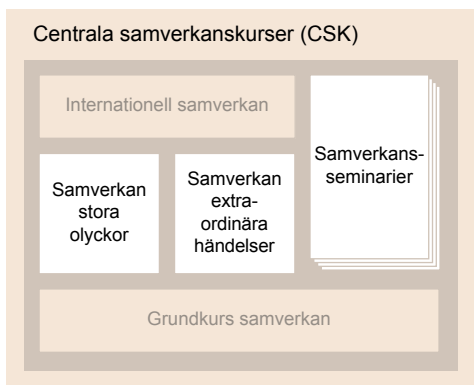 Centrala samverkanskurser (CSK)
Internationell samverkan
Samverkan
stora
olyckor
Samverkan
extra-
ordinära
händelser
Samverkans-
seminarier
Grundkurs samverkan